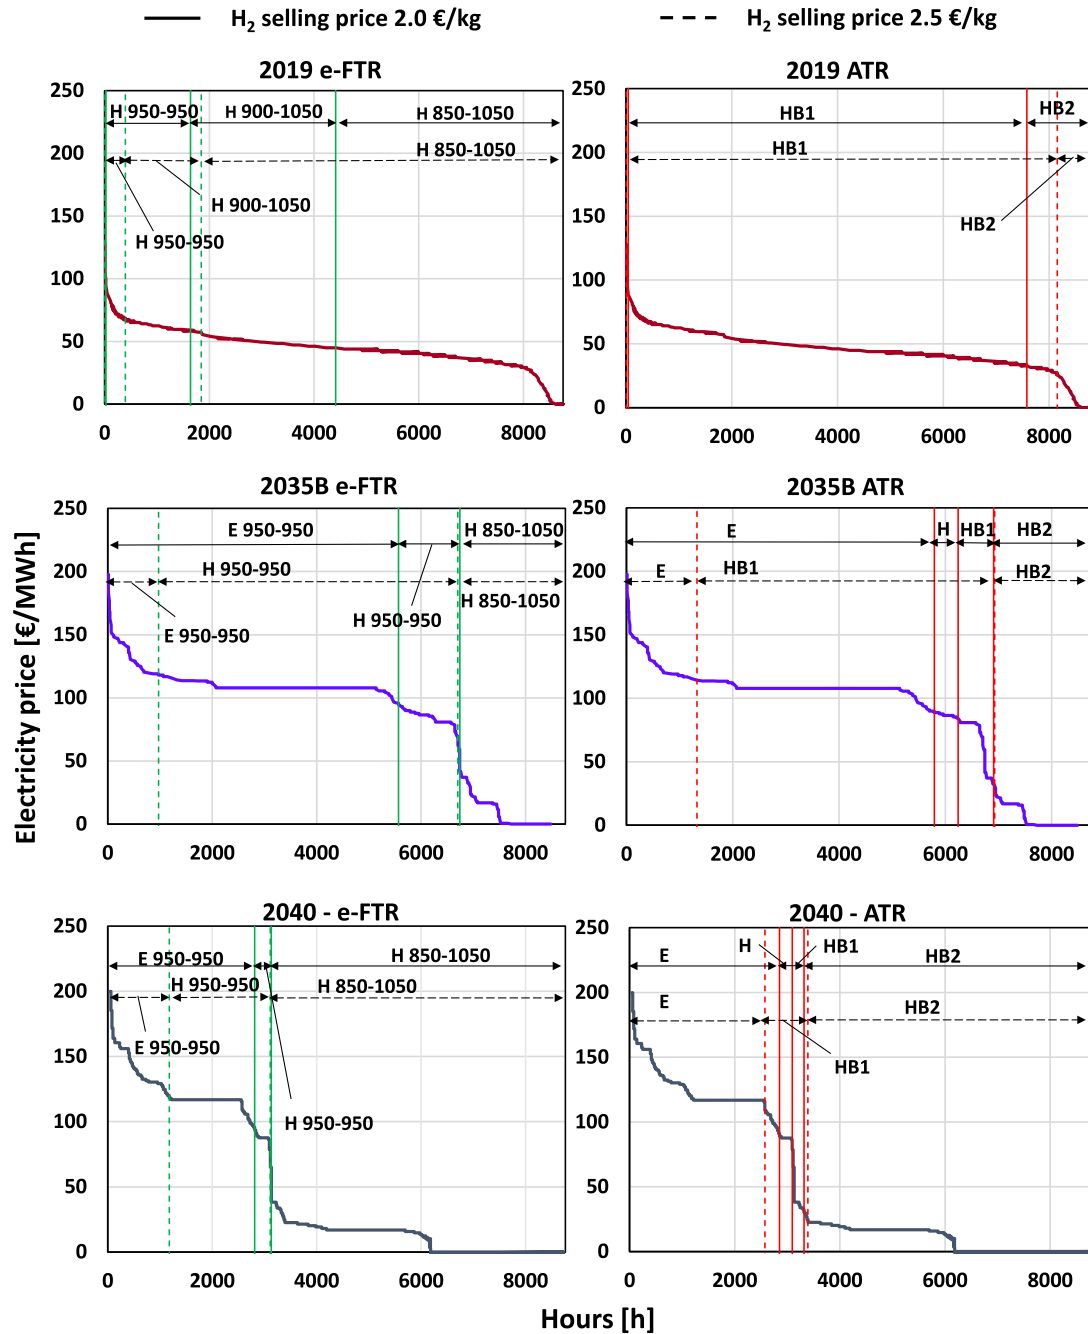 H2 selling price 2.0 €/kg
H2 selling price 2.5 €/kg
Electricity price [€/MWh]
2019 e-FTR
250
200
150
100
50
0
H 950-950
H 900-1050
H 850-1050
H 850-1050
H 900-1050
H 950-950
0 2000 4000 6000 8000
2019 ATR
250
200
150
100
50
0
HB1
HB2
HB1
HB2
0 2000 4000 6000 8000
2035B e-FTR
250
200
150
100
50
0
E 950-950
H 850-1050
H 950-950
H 850-1050
H 950-950
E 950-950
0 2000 4000 6000 8000
2035B ATR
250
200
150
100
50
0
E
H
HB1
HB2
E
HB1
HB2
0 2000 4000 6000 8000
2040 - e-FTR
250
200
150
100
50
0
E 950-950
H 850-1050
H 950-950
H 850-1050
E 950-950
H 950-950
0 2000 4000 6000 8000
2040 - ATR
250
200
150
100
50
0
E
H
HB1
HB2
E
HB2
HB1
0 2000 4000 6000 8000
Hours [h]